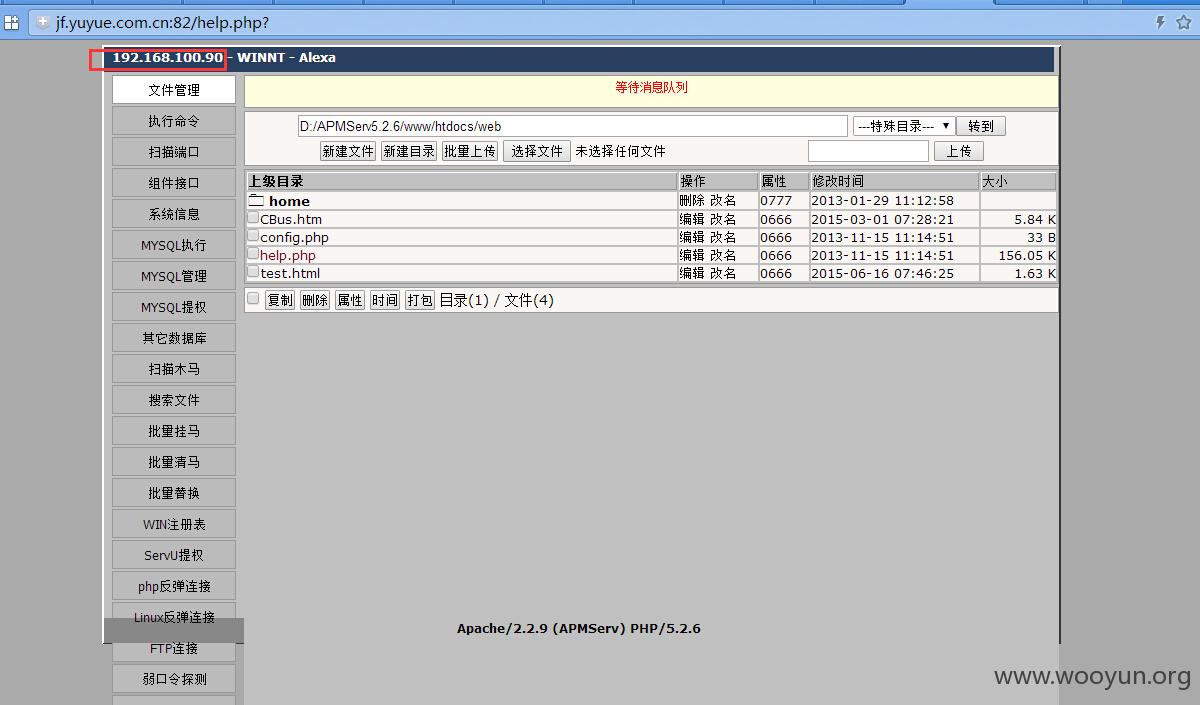 jf.yuyue.com.cn:82/help.php?
192.168.100.90 - WINNT - Alexa
文件管理
执行命令
扫描端口
组件接口
系统信息
MYSQL执行
MYSQL管理
MYSQL提权
其它数据库
扫描木马
搜索文件
批量挂马
批量清马
批量替换
WIN注册表
ServU提权
php反弹连接
Linux反弹连接
FTP连接
弱口令探测
等待消息队列
D:/APMServ5.2.6/www/htdocs/web ---特殊目录--- 转到
新建文件 新建目录 批量上传 选择文件 未选择任何文件 上传
上级目录 操作 属性 修改时间 大小
home 删除 改名 0777 2013-01-29 11:12:58
CBus.htm 编辑 改名 0666 2015-03-01 07:28:21 5.84 K
config.php 编辑 改名 0666 2013-11-15 11:14:51 33 B
help.php 编辑 改名 0666 2013-11-15 11:14:51 156.05 K
test.html 编辑 改名 0666 2015-06-16 07:46:25 1.63 K
复制 删除 属性 时间 打包 目录(1) / 文件(4)
Apache/2.2.9 (APMServ) PHP/5.2.6
www.wooyun.org